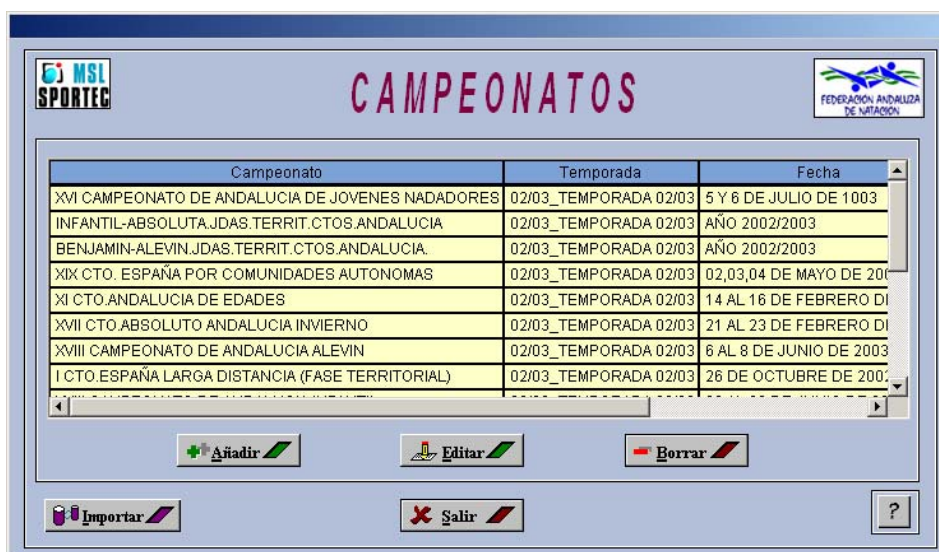 MSL
SPORTEC
CAMPEONATOS
FEDERACIÓN ANDALUZA
DE NATACIÓN
Campeonato Temporada Fecha
XVI CAMPEONATO DE ANDALUCIA DE JOVENES NADADORES 02/03_TEMPORADA 02/03 5 Y 6 DE JULIO DE 1003
INFANTIL-ABSOLUTA.JDAS.TERRIT.CTOS.ANDALUCIA 02/03_TEMPORADA 02/03 AÑO 2002/2003
BENJAMIN-ALEVIN.JDAS.TERRIT.CTOS.ANDALUCIA. 02/03_TEMPORADA 02/03 AÑO 2002/2003
XIX CTO. ESPAÑA POR COMUNIDADES AUTONOMAS 02/03_TEMPORADA 02/03 02,03,04 DE MAYO DE 200
XI CTO.ANDALUCIA DE EDADES 02/03_TEMPORADA 02/03 14 AL 16 DE FEBRERO DE
XVII CTO.ABSOLUTO ANDALUCIA INVIERNO 02/03_TEMPORADA 02/03 21 AL 23 DE FEBRERO DE
XVIII CAMPEONATO DE ANDALUCIA ALEVIN 02/03_TEMPORADA 02/03 6 AL 8 DE JUNIO DE 2003
I CTO.ESPAÑA LARGA DISTANCIA (FASE TERRITORIAL) 02/03_TEMPORADA 02/03 26 DE OCTUBRE DE 2002
Añadir Editar Borrar
Importar Salir ?